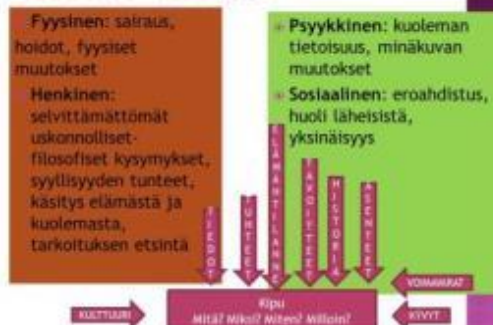 Fyysinen: sairaus,
hoidot, fyysiset
muutokset
Henkinen:
selvittämättömät
uskonnolliset-
filosofiset kysymykset,
syyllisyyden tunteet,
käsitys elämästä ja
kuolemasta,
tarkoituksen etsintä
Psyykkinen: kuoleman
tietoisuus, minäkuvan
muutokset
Sosiaalinen: eroahdistus,
huoli läheisistä,
yksinäisyys
TIEDOT
TUNTEET
ELÄMÄNTILANNE
TAVOITTEET
HISTORIA
ASENTEET
VOIMAVARAT
KULTTUURI
Kipu
Mitä? Miksi? Miten? Milloin?
KIVYT